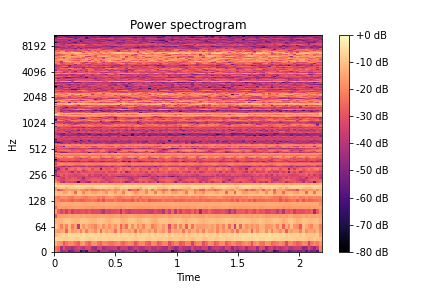 Power spectrogram
Hz
8192
4096
2048
1024
512
256
128
64
0
0 0.5 1 1.5 2
Time
+0 dB
-10 dB
-20 dB
-30 dB
-40 dB
-50 dB
-60 dB
-70 dB
-80 dB